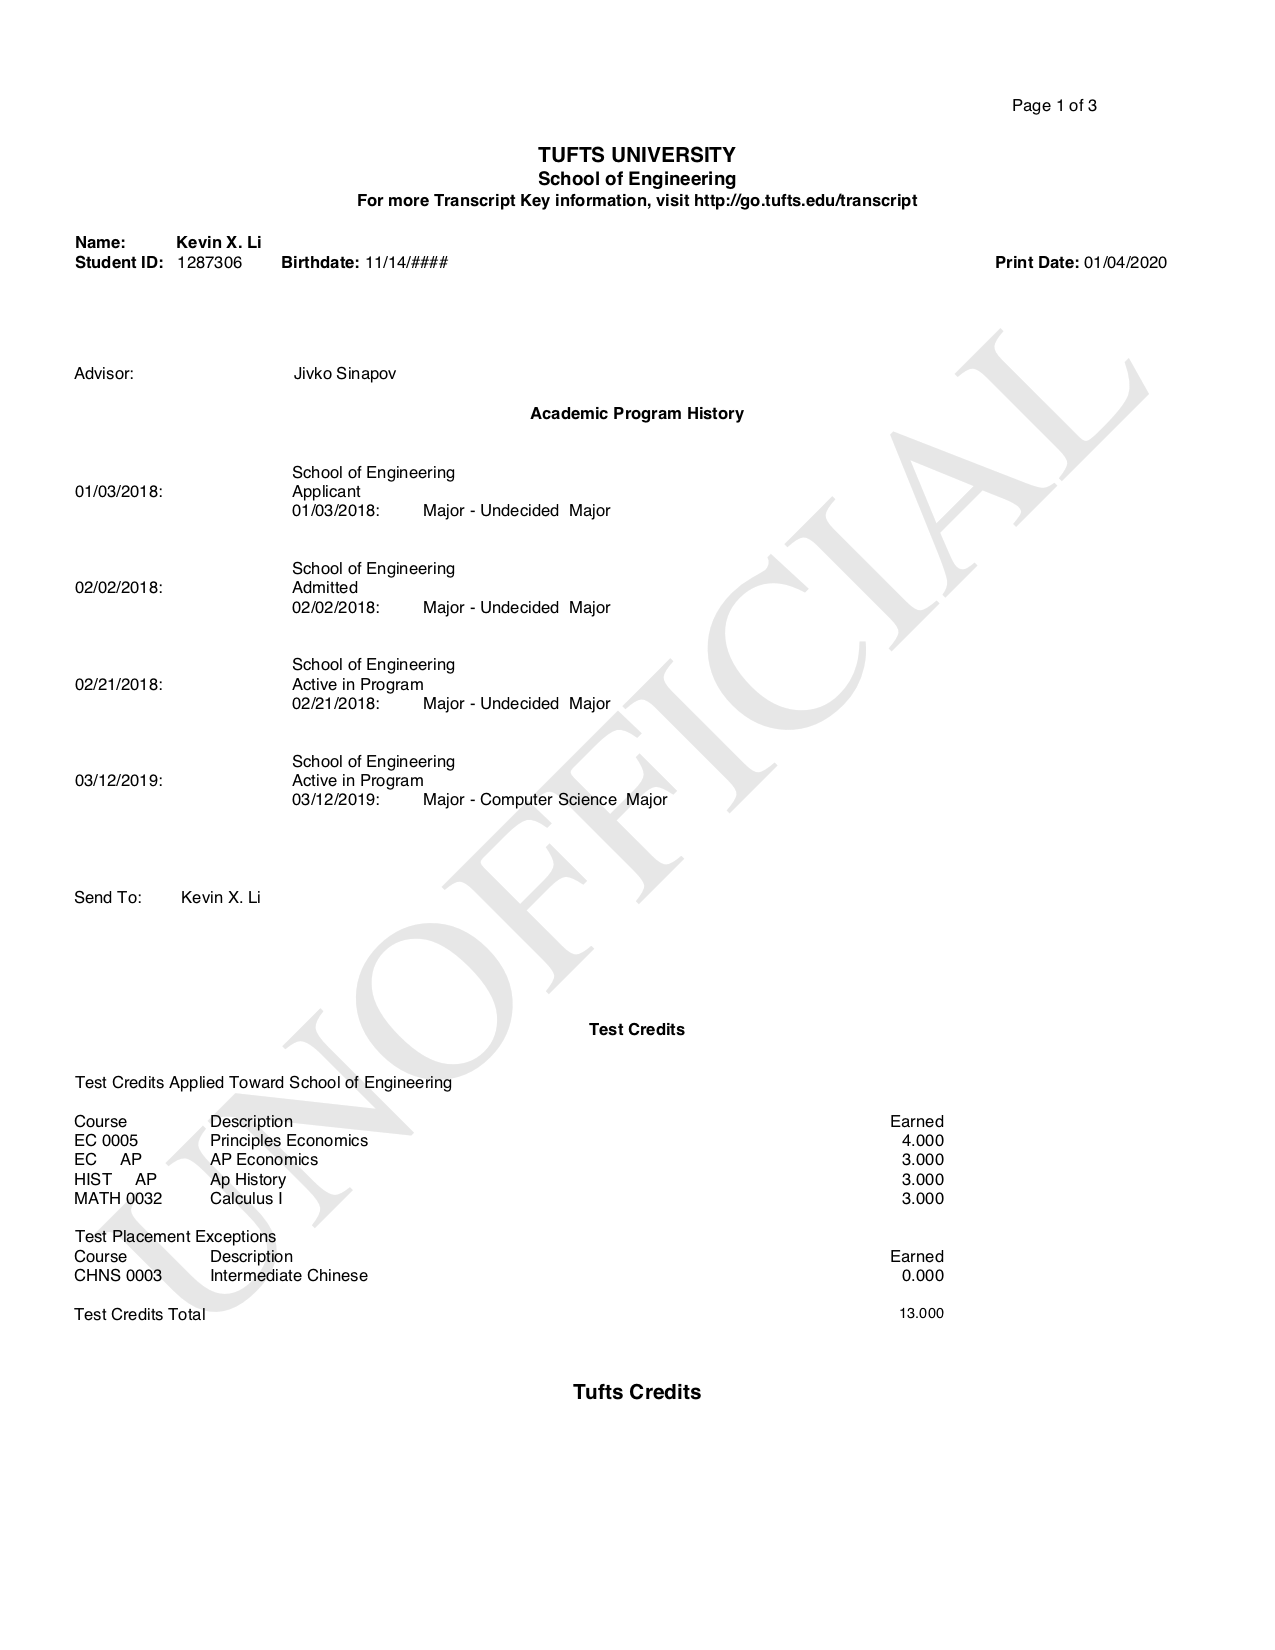 Page 1 of 3
TUFTS UNIVERSITY
School of Engineering
For more Transcript Key information, visit http://go.tufts.edu/transcript
Name: Kevin X. Li
Student ID: 1287306 Birthdate: 11/14/#### Print Date: 01/04/2020
Advisor: Jivko Sinapov
Academic Program History
School of Engineering
01/03/2018: Applicant
01/03/2018: Major - Undecided Major
School of Engineering
02/02/2018: Admitted
02/02/2018: Major - Undecided Major
School of Engineering
02/21/2018: Active in Program
02/21/2018: Major - Undecided Major
School of Engineering
03/12/2019: Active in Program
03/12/2019: Major - Computer Science Major
Send To: Kevin X. Li
UNOFFICIAL
Test Credits
Test Credits Applied Toward School of Engineering
Course Description Earned
EC 0005 Principles Economics 4.000
EC AP AP Economics 3.000
HIST AP Ap History 3.000
MATH 0032 Calculus I 3.000
Test Placement Exceptions
Course Description Earned
CHNS 0003 Intermediate Chinese 0.000
Test Credits Total 13.000
Tufts Credits